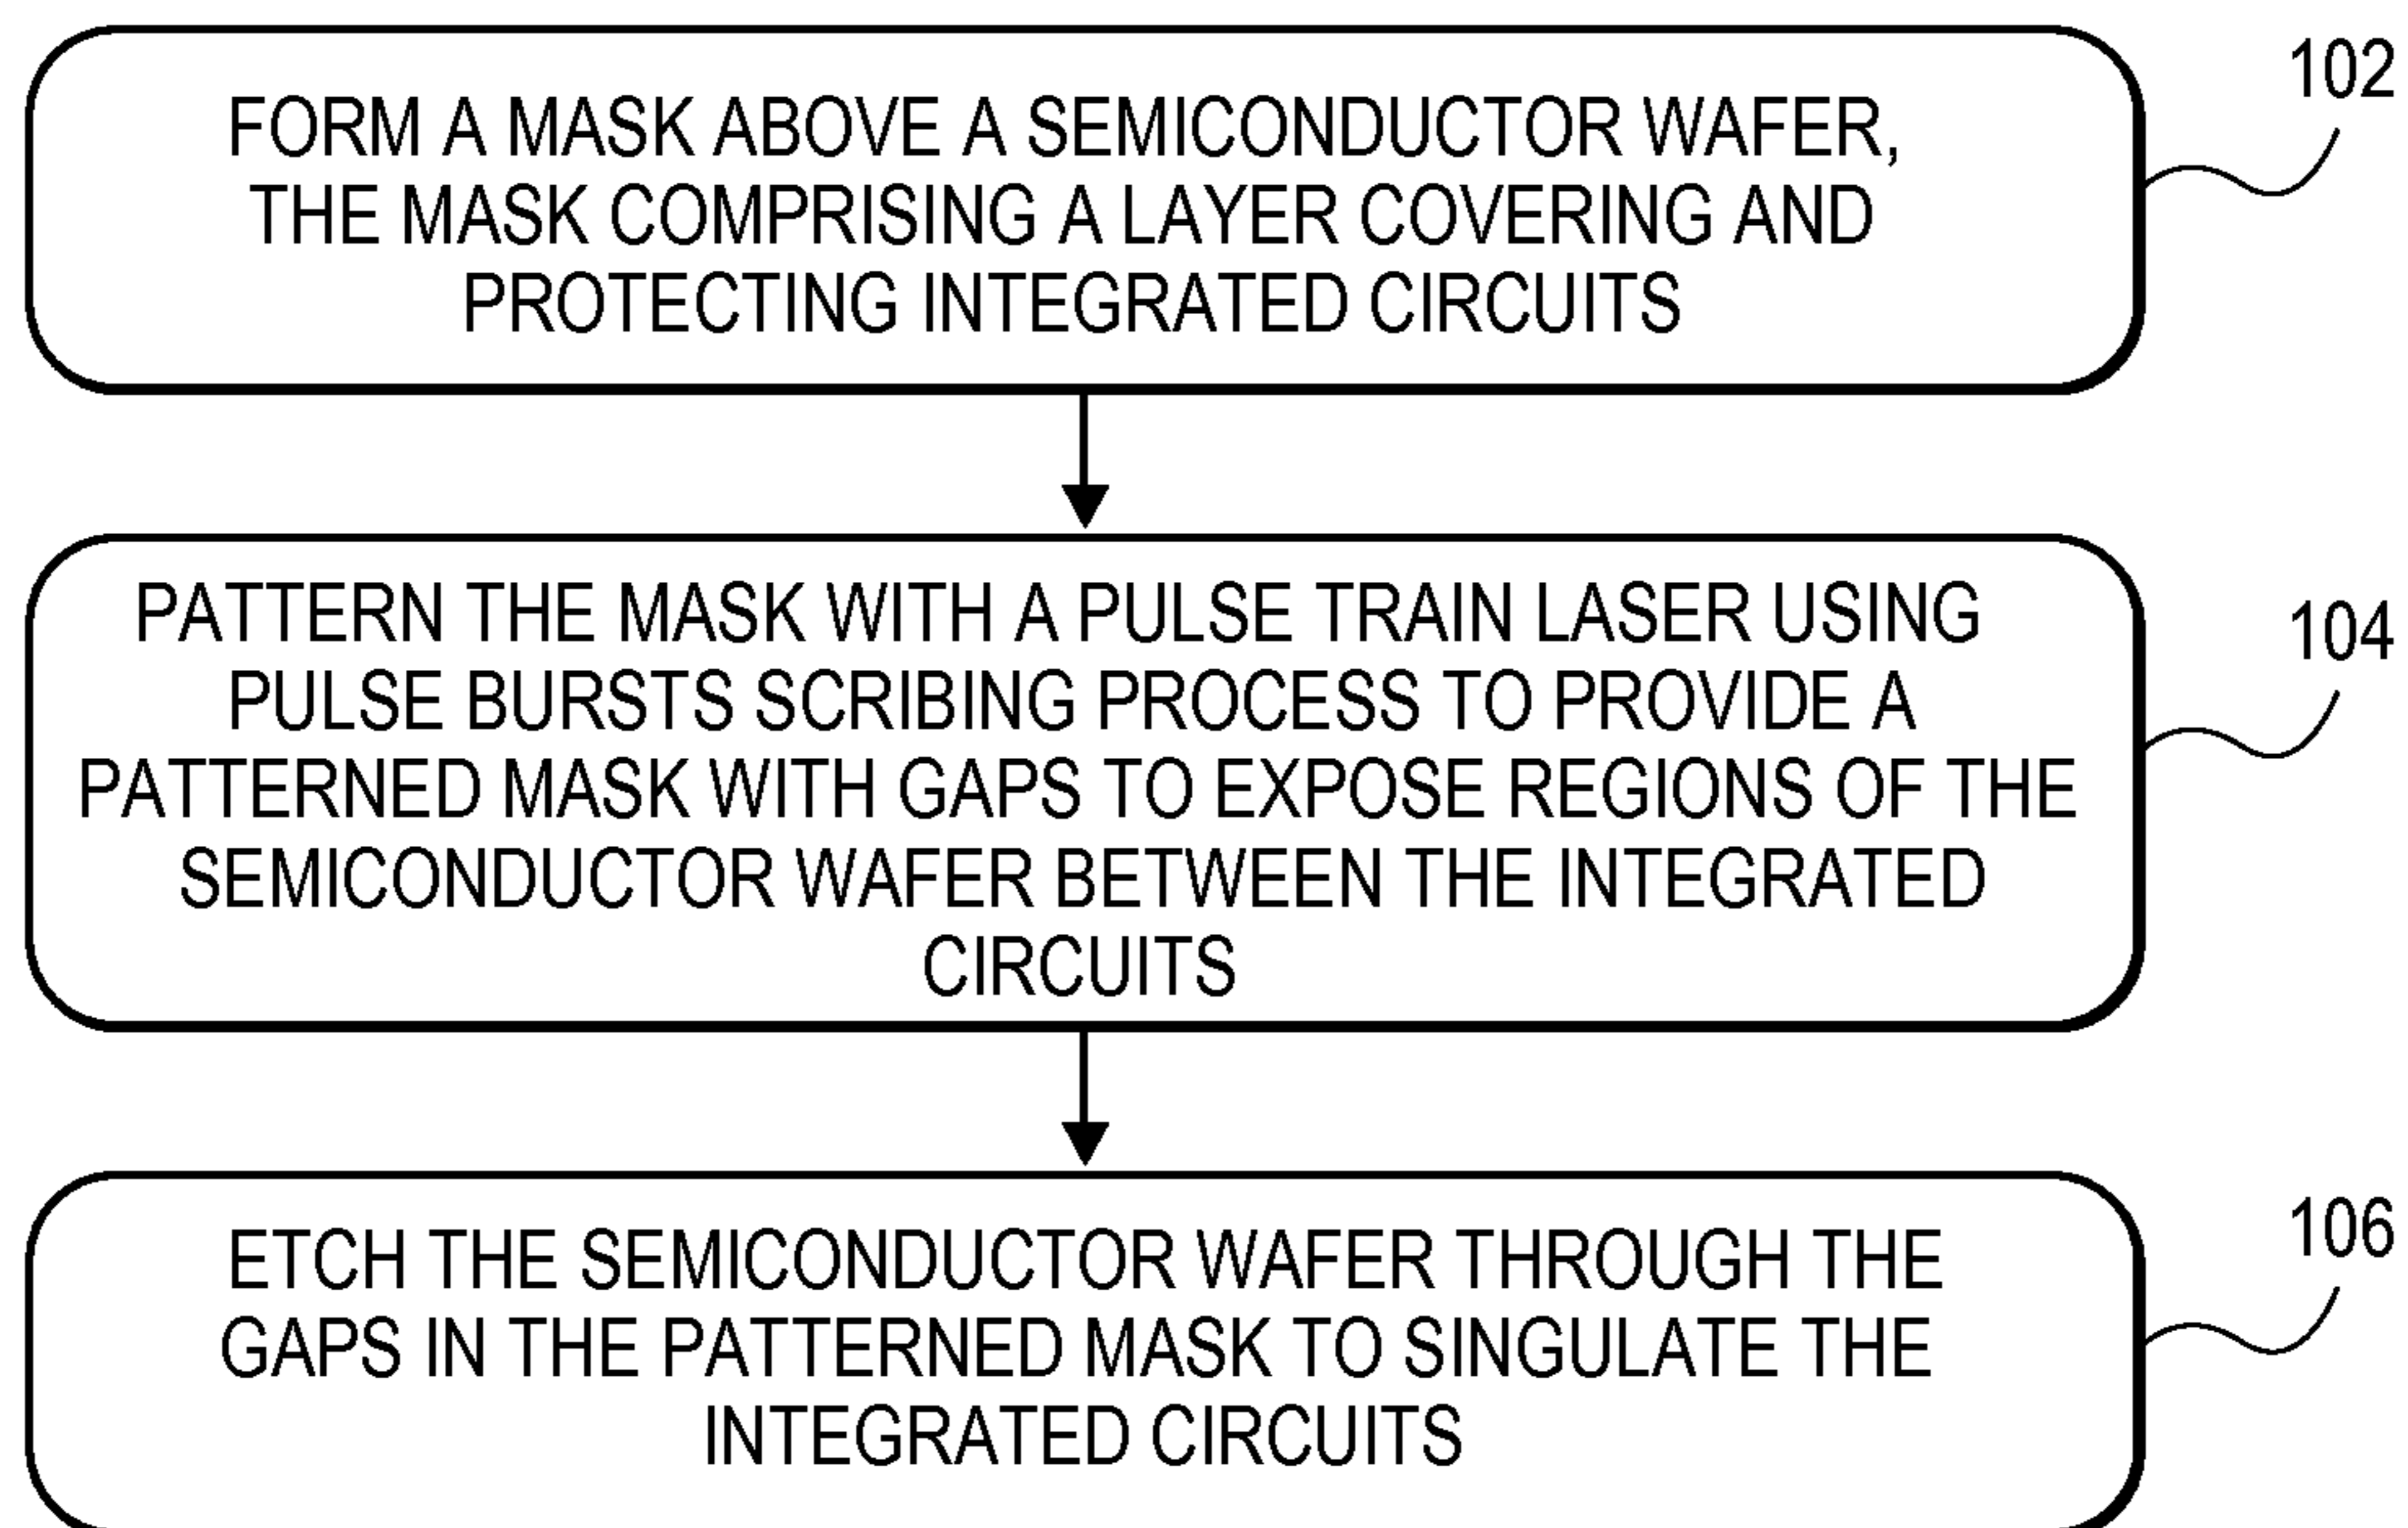 FORM A MASK ABOVE A SEMICONDUCTOR WAFER,
THE MASK COMPRISING A LAYER COVERING AND
PROTECTING INTEGRATED CIRCUITS
102
PATTERN THE MASK WITH A PULSE TRAIN LASER USING
PULSE BURSTS SCRIBING PROCESS TO PROVIDE A
PATTERNED MASK WITH GAPS TO EXPOSE REGIONS OF THE
SEMICONDUCTOR WAFER BETWEEN THE INTEGRATED
CIRCUITS
104
ETCH THE SEMICONDUCTOR WAFER THROUGH THE
GAPS IN THE PATTERNED MASK TO SINGULATE THE
INTEGRATED CIRCUITS
106